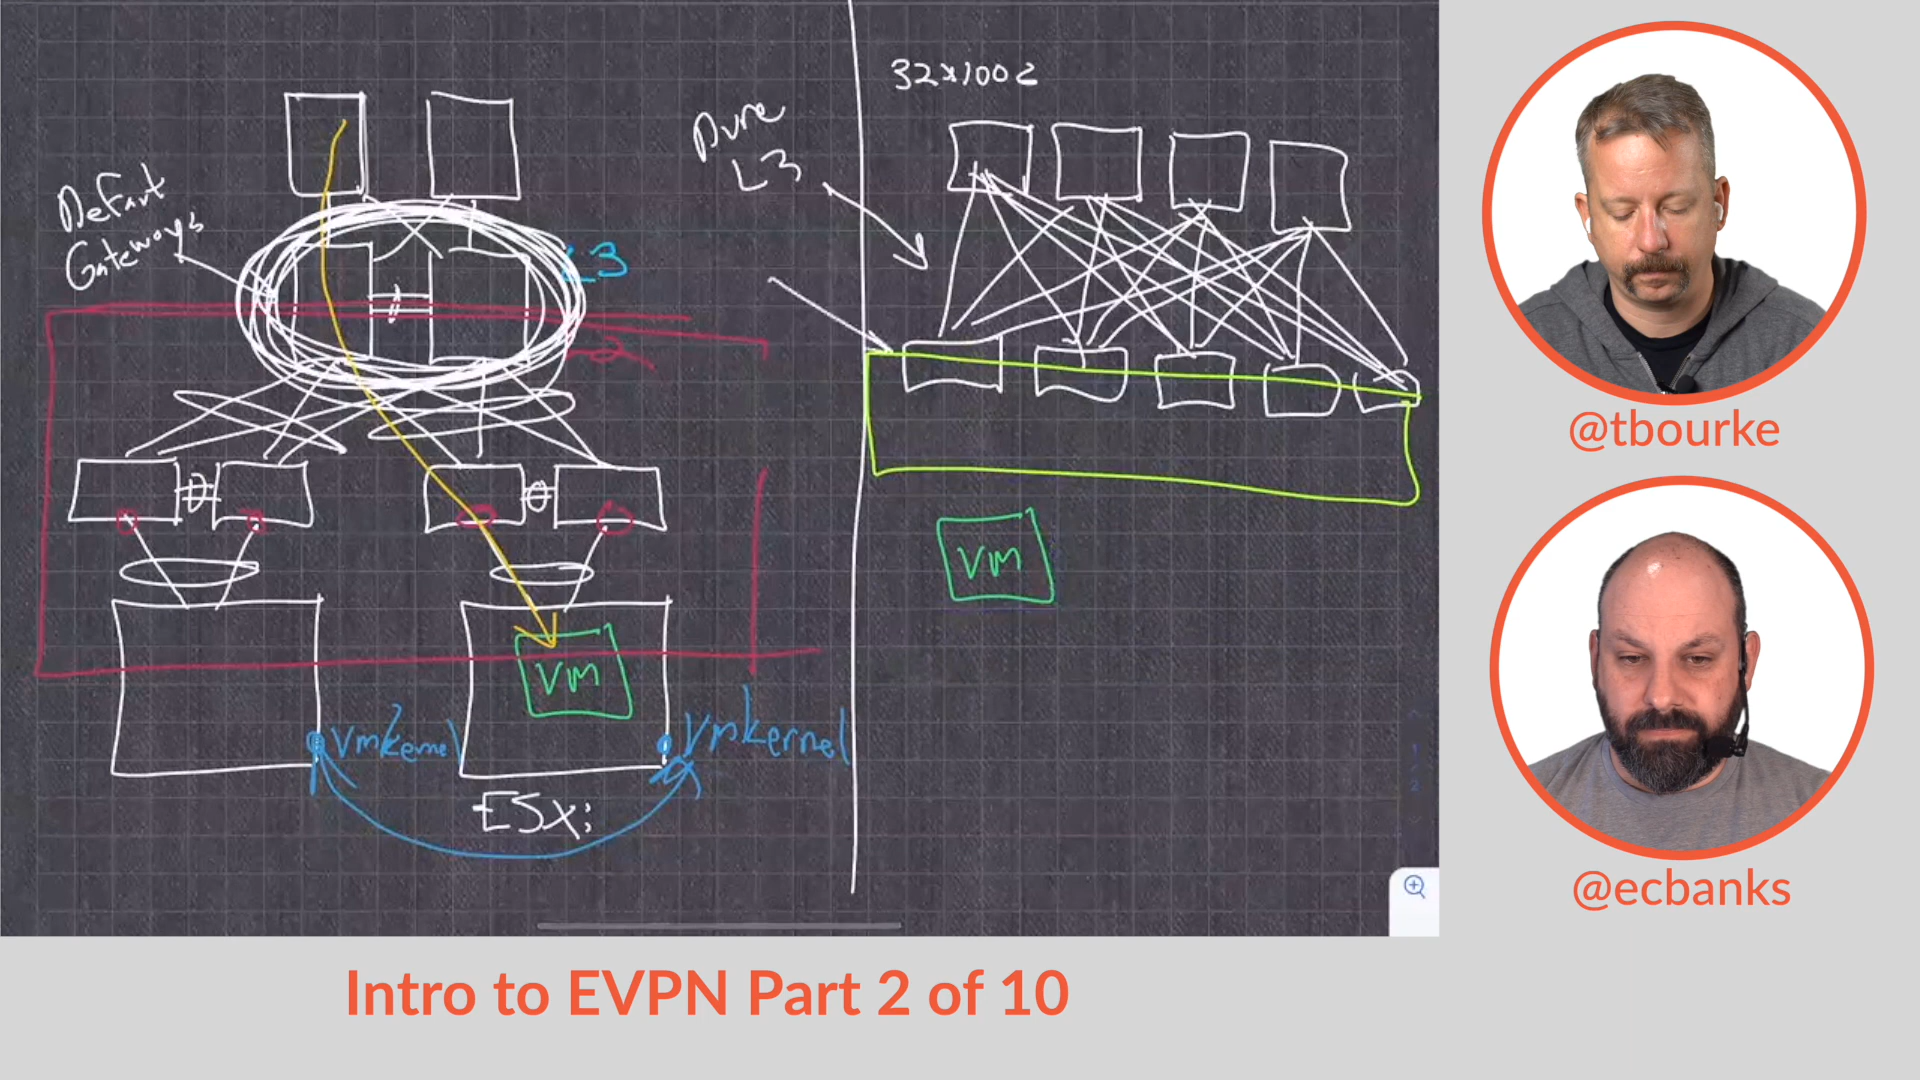 Default
Gateways
L3
2
VM
vmkernel
vmkernel
ESXi
32x100G
Pure
L3
VM
@tbourke
@ecbanks
Intro to EVPN Part 2 of 10